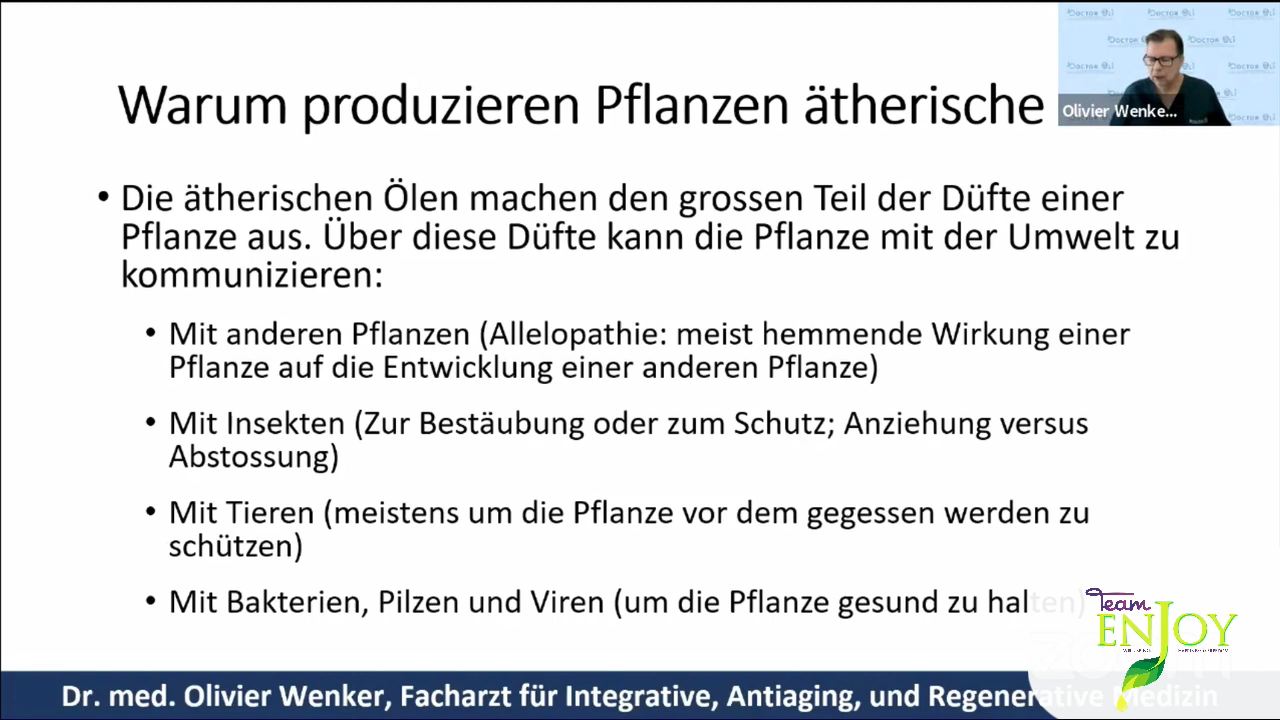 Warum produzieren Pflanzen ätherische
Olivier Wenke...
• Die ätherischen Ölen machen den grossen Teil der Düfte einer
Pflanze aus. Über diese Düfte kann die Pflanze mit der Umwelt zu
kommunizieren:
• Mit anderen Pflanzen (Allelopathie: meist hemmende Wirkung einer
Pflanze auf die Entwicklung einer anderen Pflanze)
• Mit Insekten (Zur Bestäubung oder zum Schutz; Anziehung versus
Abstossung)
• Mit Tieren (meistens um die Pflanze vor dem gegessen werden zu
schützen)
• Mit Bakterien, Pilzen und Viren (um die Pflanze gesund zu halten)
Team
ENJOY
zoom
Dr. med. Olivier Wenker, Facharzt für Integrative, Antiaging, und Regenerative Medizin